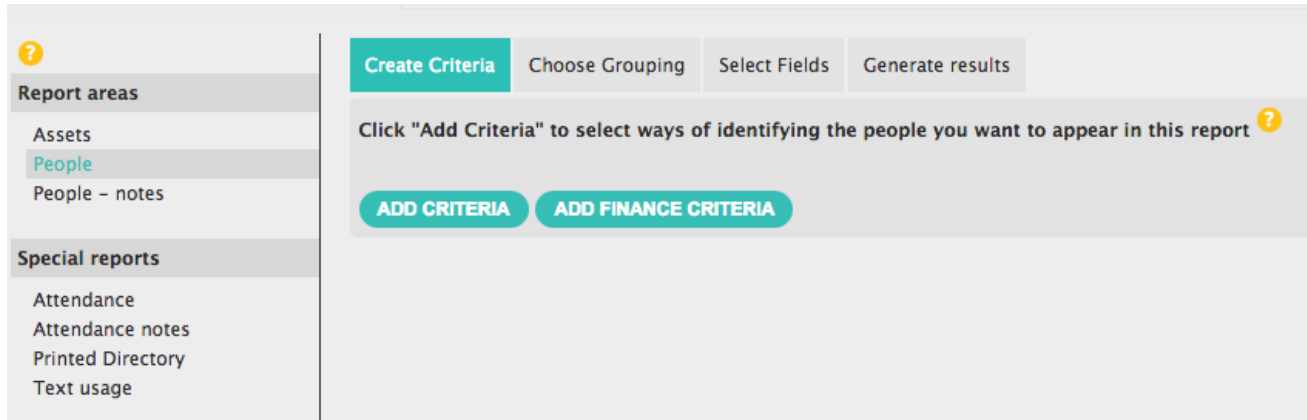 ?
Report areas
Assets
People
People – notes
Special reports
Attendance
Attendance notes
Printed Directory
Text usage
Create Criteria Choose Grouping Select Fields Generate results
Click "Add Criteria" to select ways of identifying the people you want to appear in this report ?
ADD CRITERIA ADD FINANCE CRITERIA